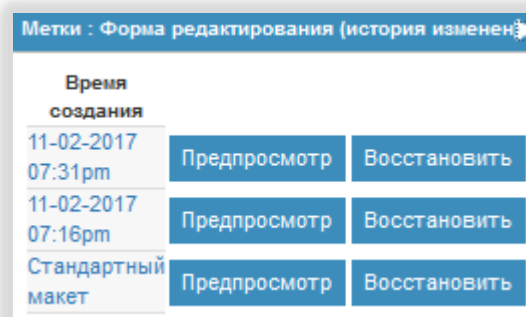 Метки : Форма редактирования (история изменен
Время
создания
11-02-2017
07:31pm
Предпросмотр
Восстановить
11-02-2017
07:16pm
Предпросмотр
Восстановить
Стандартный
макет
Предпросмотр
Восстановить